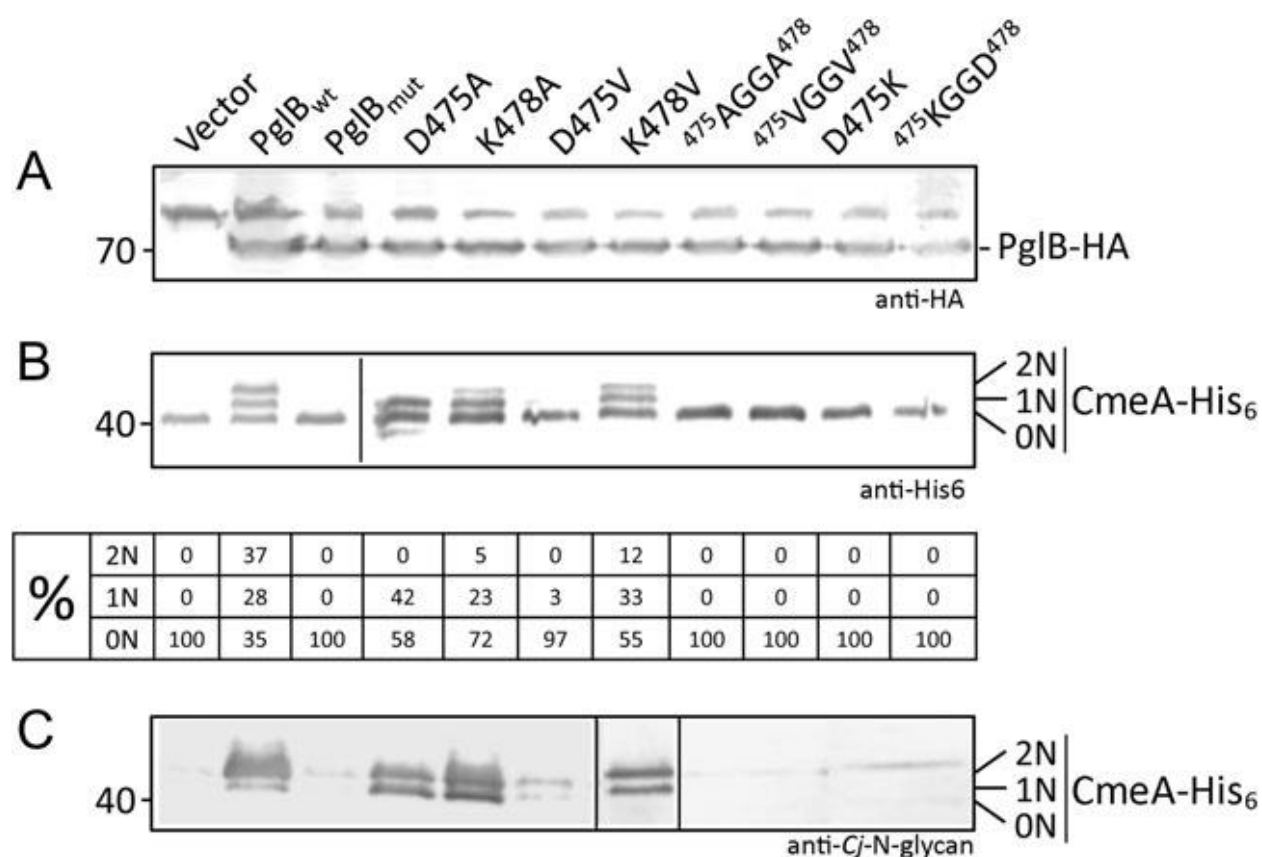 Vector PglBwt PglBmut D475A K478A D475V K478V ⁴⁷⁵AGGA⁴⁷⁸ ⁴⁷⁵VGGV⁴⁷⁸ D475K ⁴⁷⁵KGGD⁴⁷⁸
A
70 - - PglB-HA
anti-HA
B
2N
40 - 1N CmeA-His₆
0N
anti-His6
% 2N 0 37 0 0 5 0 12 0 0 0 0
1N 0 28 0 42 23 3 33 0 0 0 0
0N 100 35 100 58 72 97 55 100 100 100 100
C
2N
40 - 1N CmeA-His₆
0N
anti-Cj-N-glycan